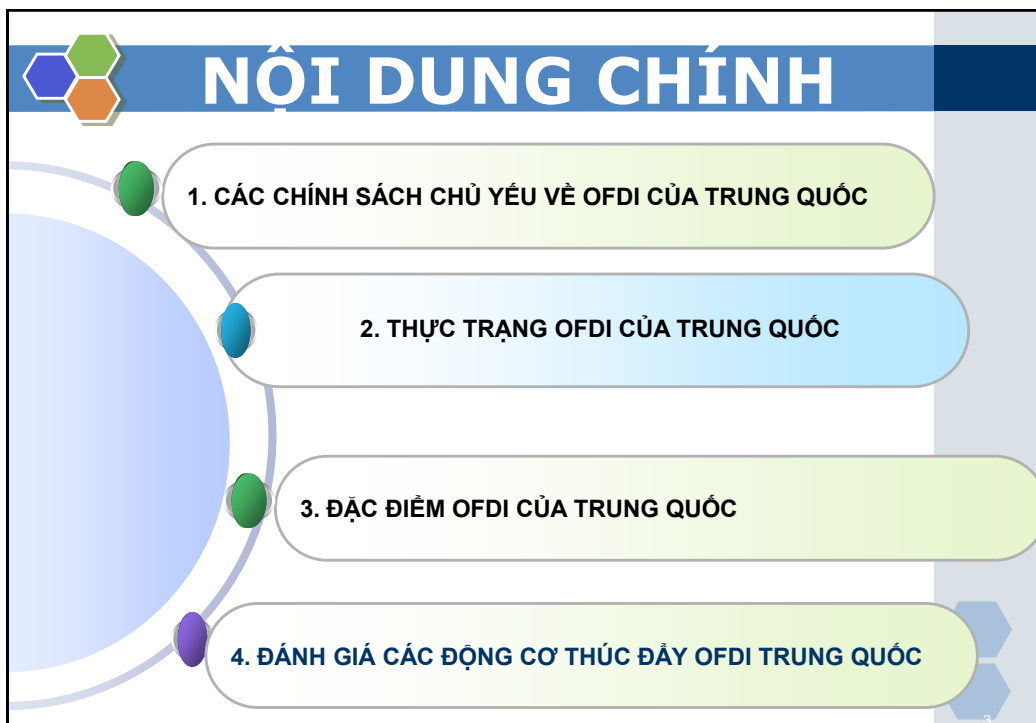 NỘI DUNG CHÍNH
1. CÁC CHÍNH SÁCH CHỦ YẾU VỀ OFDI CỦA TRUNG QUỐC
2. THỰC TRẠNG OFDI CỦA TRUNG QUỐC
3. ĐẶC ĐIỂM OFDI CỦA TRUNG QUỐC
4. ĐÁNH GIÁ CÁC ĐỘNG CƠ THÚC ĐẨY OFDI TRUNG QUỐC
3